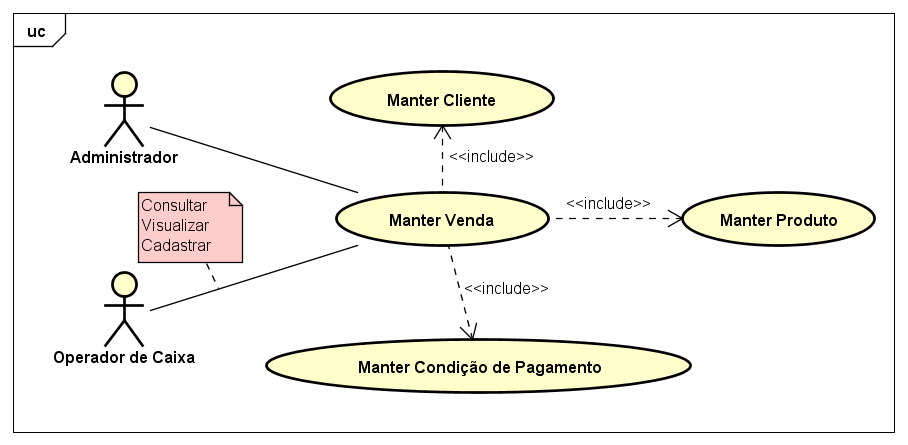 uc
Manter Cliente
Administrador
<<include>>
Consultar
Visualizar
Cadastrar
Manter Venda
<<include>>
Manter Produto
<<include>>
Operador de Caixa
Manter Condição de Pagamento